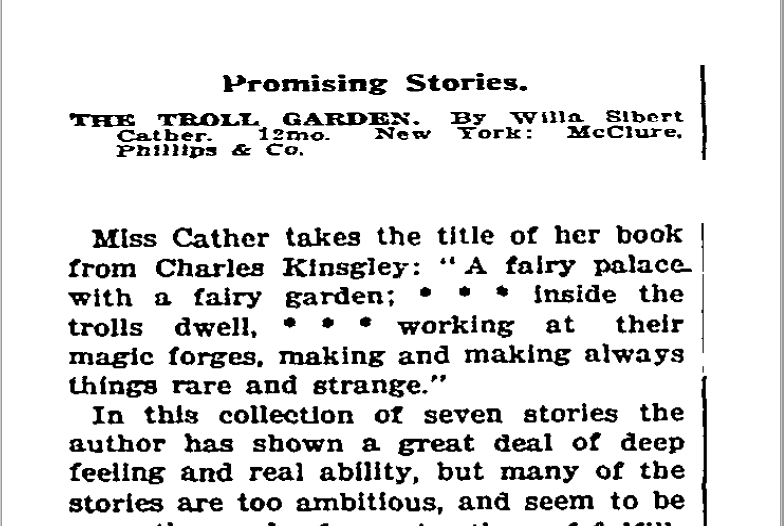 Promising Stories.
THE TROLL GARDEN. By Willa Sibert
Cather. 12mo. New York: McClure,
Phillips & Co.
Miss Cather takes the title of her book
from Charles Kinsgley: "A fairy palace
with a fairy garden; * * * inside the
trolls dwell, * * * working at their
magic forges, making and making always
things rare and strange."
In this collection of seven stories the
author has shown a great deal of deep
feeling and real ability, but many of the
stories are too ambitious, and seem to be